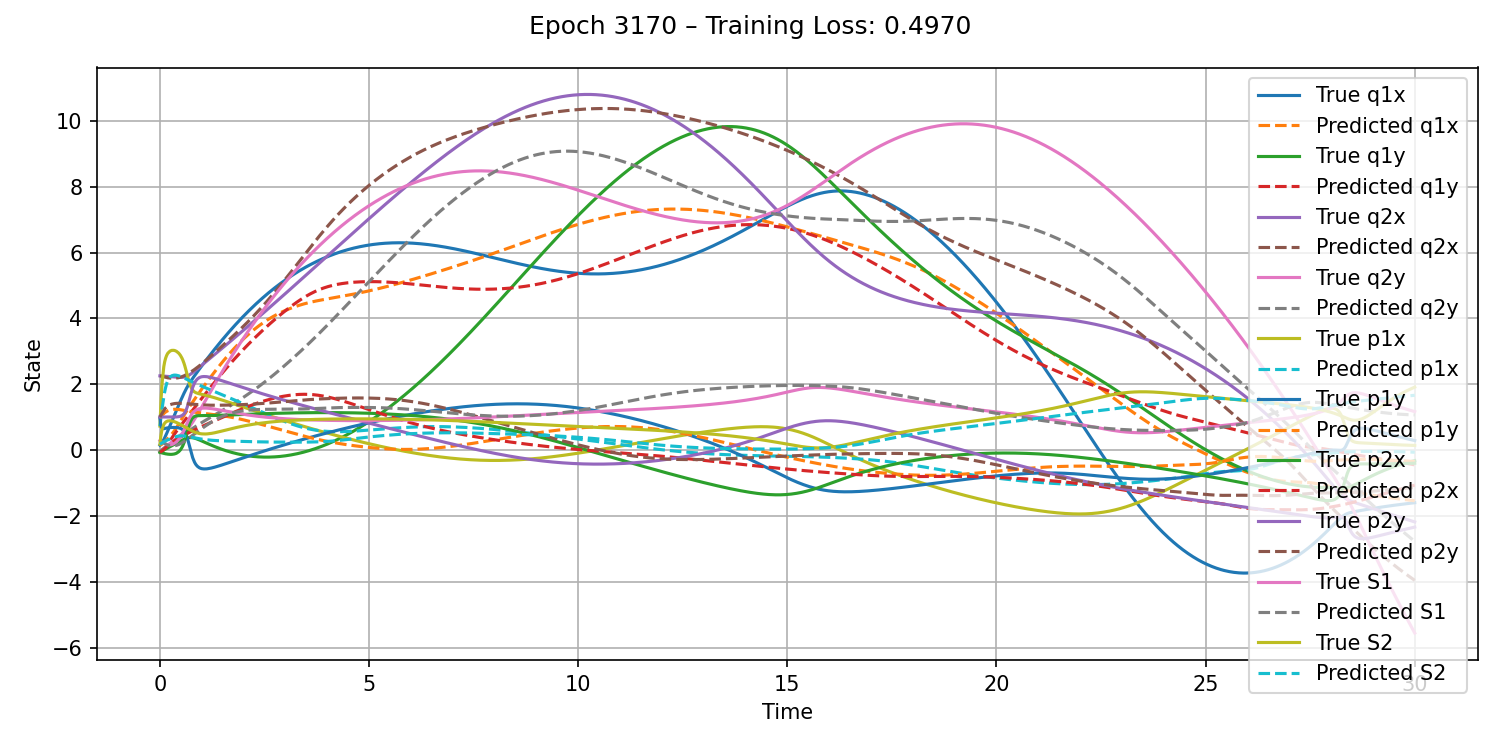 Epoch 3170 – Training Loss: 0.4970
State
10
8
6
4
2
0
−2
−4
−6
0
5
10
15
20
25
30
Time
True q1x
Predicted q1x
True q1y
Predicted q1y
True q2x
Predicted q2x
True q2y
Predicted q2y
True p1x
Predicted p1x
True p1y
Predicted p1y
True p2x
Predicted p2x
True p2y
Predicted p2y
True S1
Predicted S1
True S2
Predicted S2